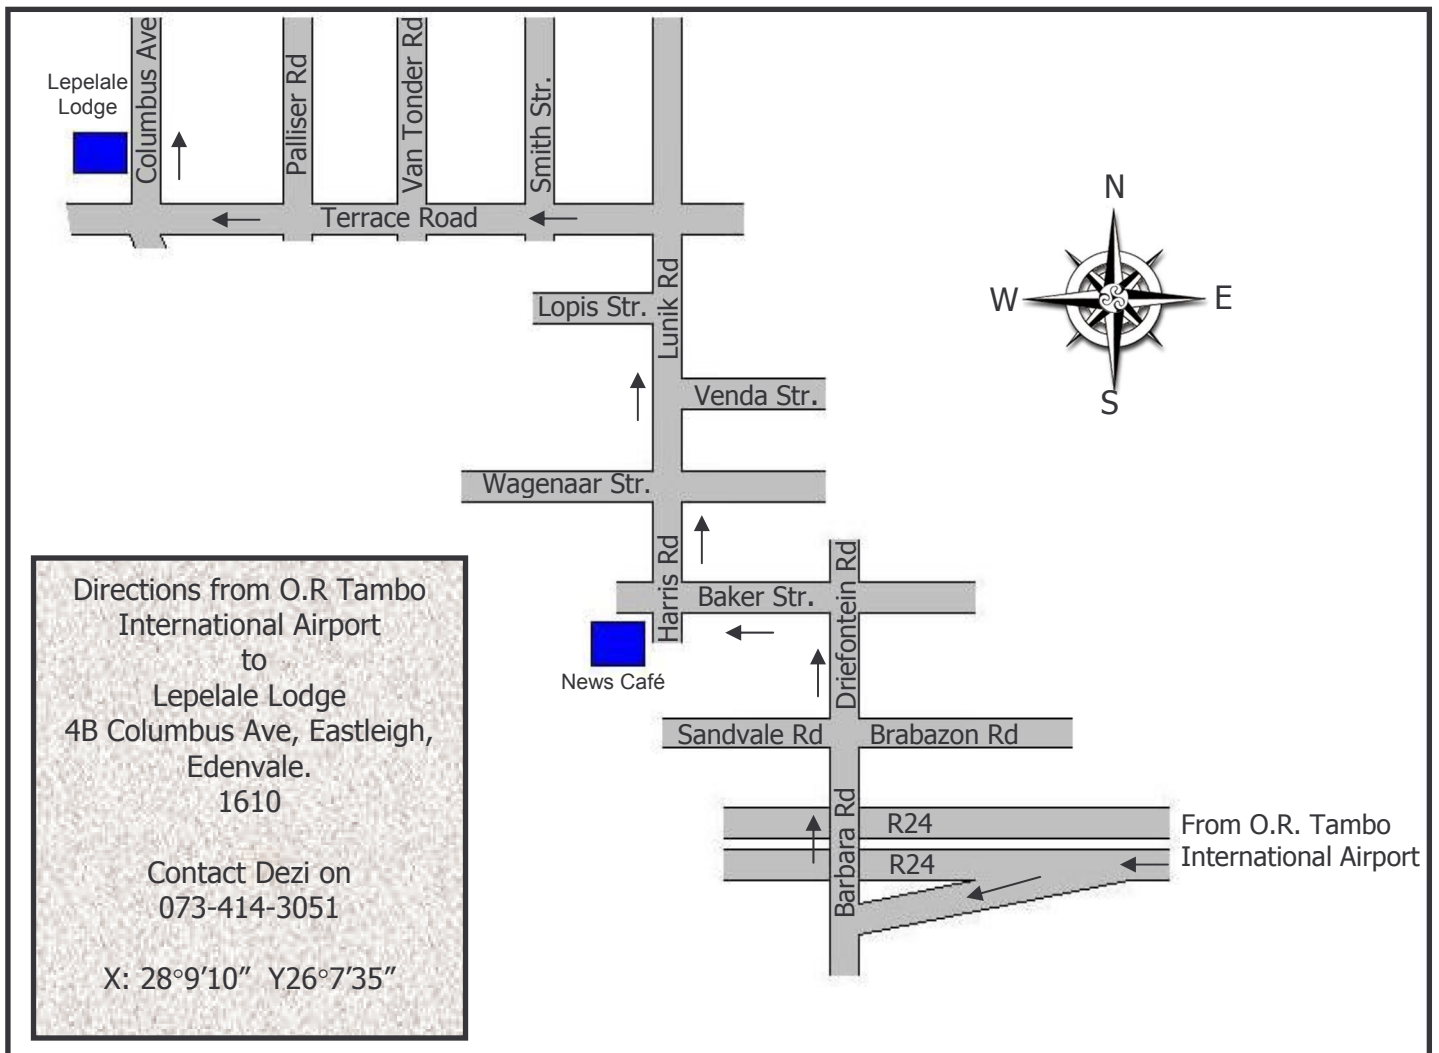 Columbus Ave
Palliser Rd
Van Tonder Rd
Smith Str.
Lepelale
Lodge
Terrace Road
N
W
E
S
Lunik Rd
Lopis Str.
Venda Str.
Wagenaar Str.
Harris Rd
Baker Str.
Driefontein Rd
News Café
Sandvale Rd
Brabazon Rd
Barbara Rd
R24
R24
From O.R. Tambo
International Airport
Directions from O.R Tambo
International Airport
to
Lepelale Lodge
4B Columbus Ave, Eastleigh,
Edenvale.
1610
Contact Dezi on
073-414-3051
X: 28°9’10” Y26°7’35”